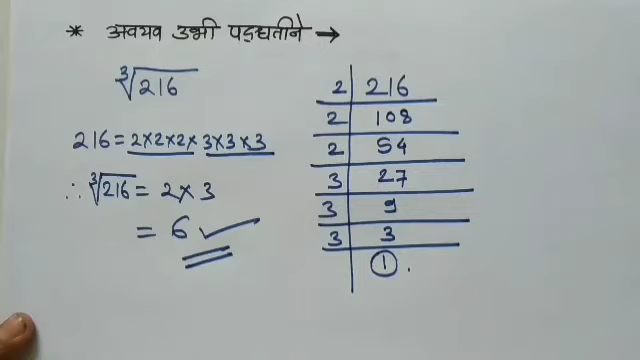 * अवयव उभी पद्धतीने →
∛216
216 = 2×2×2× 3×3×3
∴ ∛216 = 2×3
= 6 ✓
2 | 216
2 | 108
2 | 54
3 | 27
3 | 9
3 | 3
| 1 .